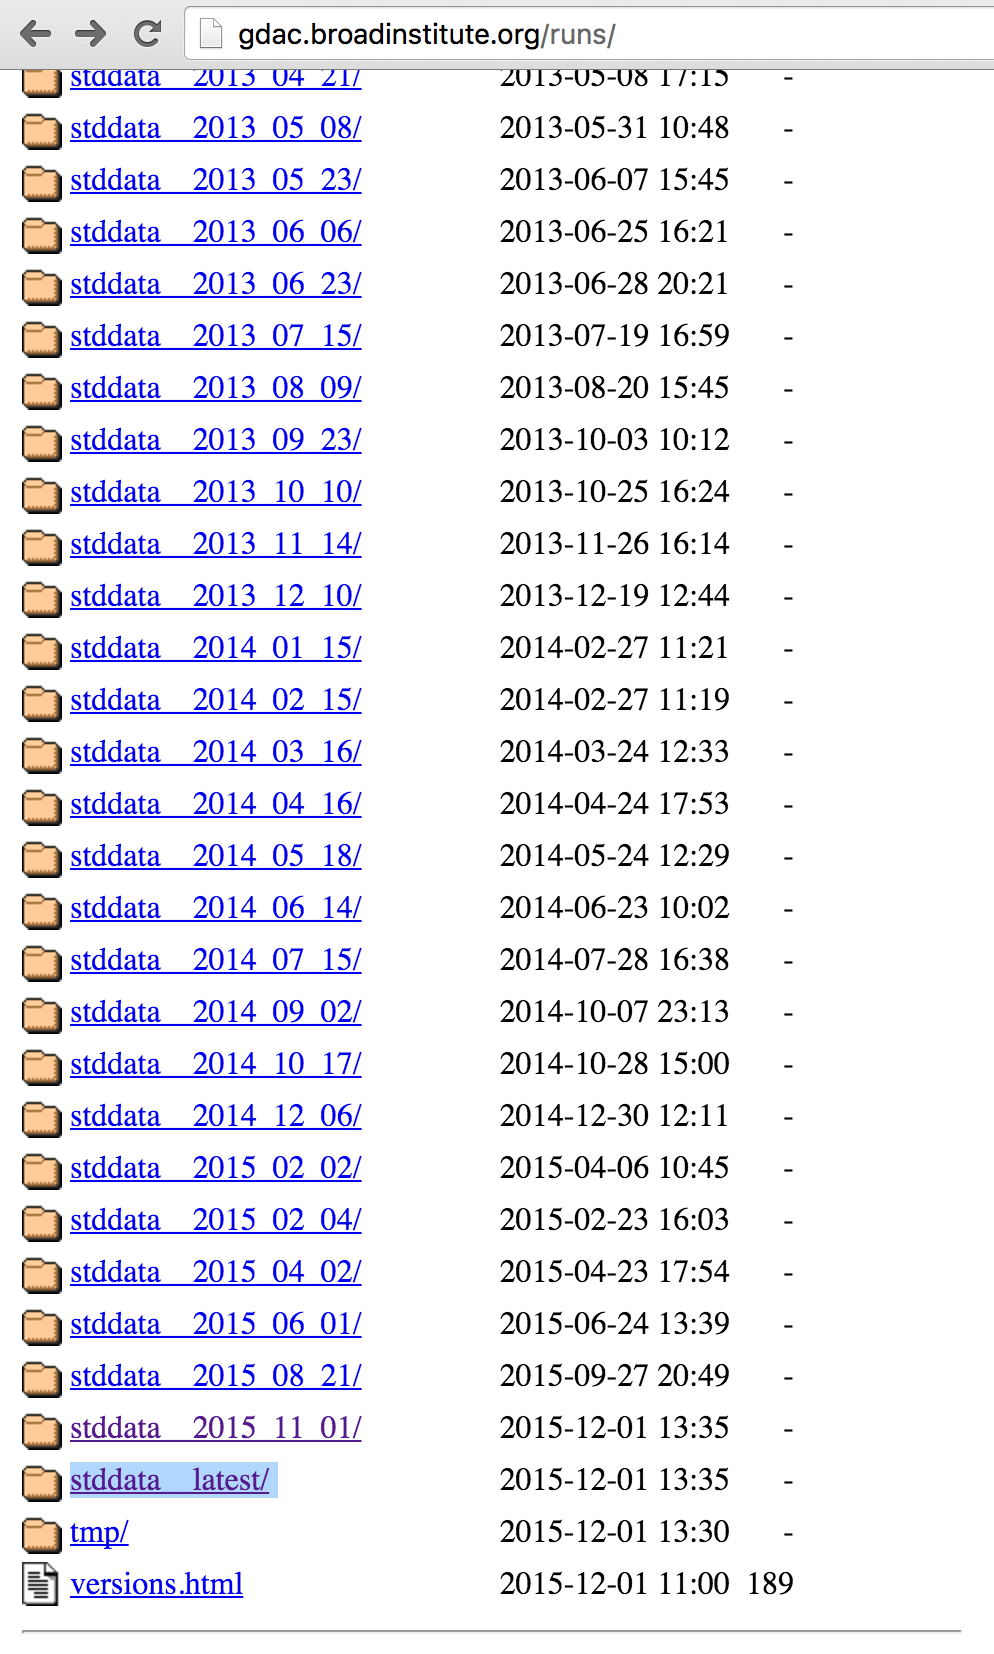 gdac.broadinstitute.org/runs/
stddata__2013_04_21/ 2013-05-08 17:15 -
stddata__2013_05_08/ 2013-05-31 10:48 -
stddata__2013_05_23/ 2013-06-07 15:45 -
stddata__2013_06_06/ 2013-06-25 16:21 -
stddata__2013_06_23/ 2013-06-28 20:21 -
stddata__2013_07_15/ 2013-07-19 16:59 -
stddata__2013_08_09/ 2013-08-20 15:45 -
stddata__2013_09_23/ 2013-10-03 10:12 -
stddata__2013_10_10/ 2013-10-25 16:24 -
stddata__2013_11_14/ 2013-11-26 16:14 -
stddata__2013_12_10/ 2013-12-19 12:44 -
stddata__2014_01_15/ 2014-02-27 11:21 -
stddata__2014_02_15/ 2014-02-27 11:19 -
stddata__2014_03_16/ 2014-03-24 12:33 -
stddata__2014_04_16/ 2014-04-24 17:53 -
stddata__2014_05_18/ 2014-05-24 12:29 -
stddata__2014_06_14/ 2014-06-23 10:02 -
stddata__2014_07_15/ 2014-07-28 16:38 -
stddata__2014_09_02/ 2014-10-07 23:13 -
stddata__2014_10_17/ 2014-10-28 15:00 -
stddata__2014_12_06/ 2014-12-30 12:11 -
stddata__2015_02_02/ 2015-04-06 10:45 -
stddata__2015_02_04/ 2015-02-23 16:03 -
stddata__2015_04_02/ 2015-04-23 17:54 -
stddata__2015_06_01/ 2015-06-24 13:39 -
stddata__2015_08_21/ 2015-09-27 20:49 -
stddata__2015_11_01/ 2015-12-01 13:35 -
stddata__latest/ 2015-12-01 13:35 -
tmp/ 2015-12-01 13:30 -
versions.html 2015-12-01 11:00 189